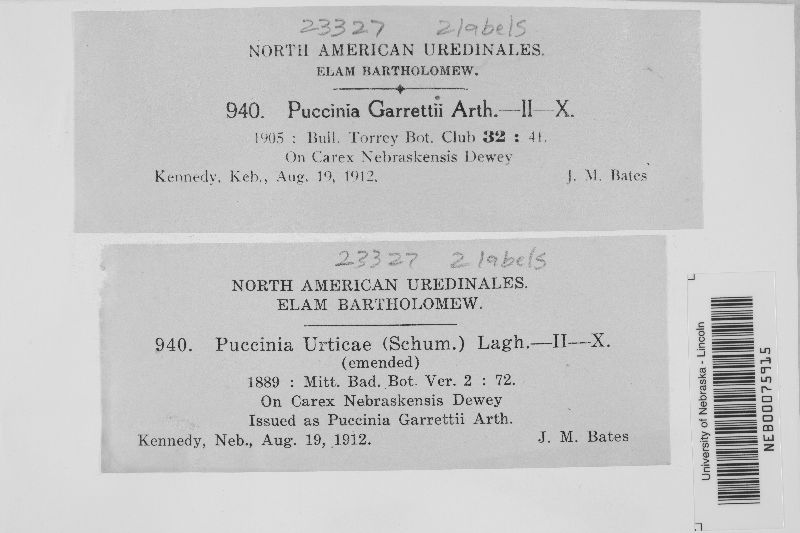 23327 2 labels
NORTH AMERICAN UREDINALES.
ELAM BARTHOLOMEW.
940. Puccinia Garrettii Arth.—II—X.
1905 : Bull. Torrey Bot. Club 32 : 41.
On Carex Nebraskensis Dewey
Kennedy, Keb., Aug. 19, 1912. J. M. Bates
23327 2 labels
NORTH AMERICAN UREDINALES.
ELAM BARTHOLOMEW.
940. Puccinia Urticae (Schum.) Lagh.—II—X.
(emended)
1889 : Mitt. Bad. Bot. Ver. 2 : 72.
On Carex Nebraskensis Dewey
Issued as Puccinia Garrettii Arth.
Kennedy, Neb., Aug. 19, 1912. J. M. Bates
University of Nebraska - Lincoln
NEB00075915